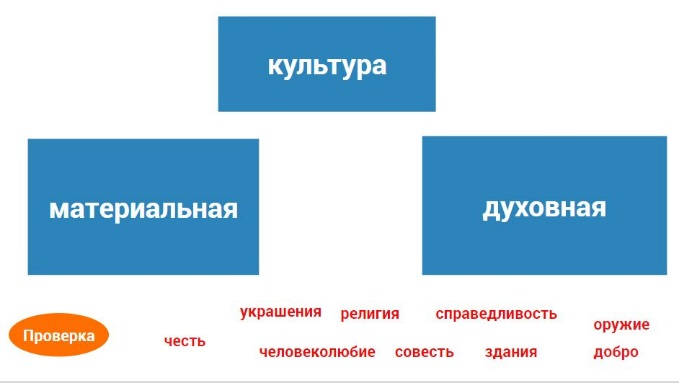 культура
материальная
духовная
украшения религия справедливость оружие
Проверка честь человеколюбие совесть здания добро